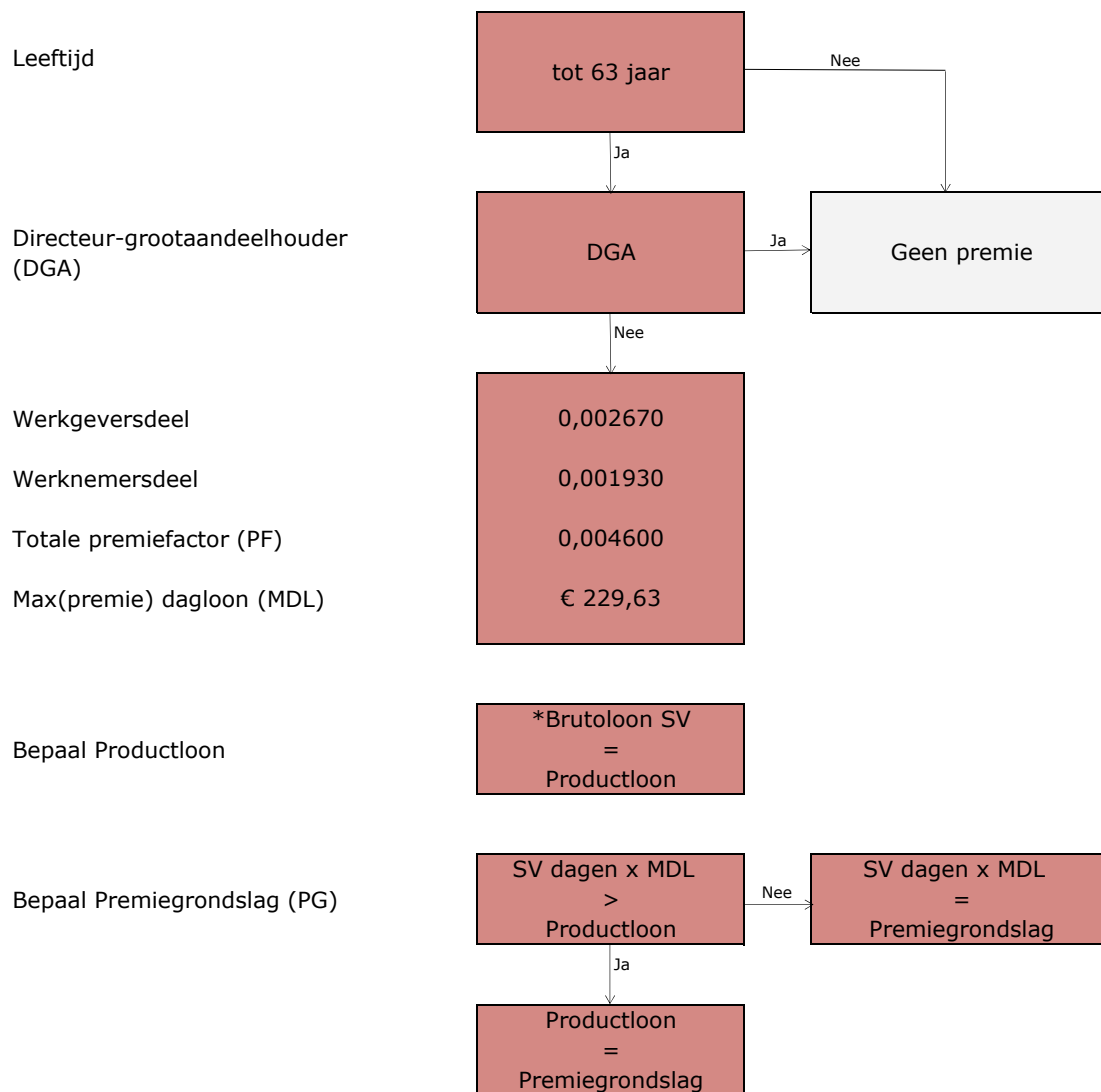 Leeftijd
tot 63 jaar
Nee
Ja
Directeur-grootaandeelhouder
(DGA)
DGA
Ja
Geen premie
Nee
Werkgeversdeel
0,002670
Werknemersdeel
0,001930
Totale premiefactor (PF)
0,004600
Max(premie) dagloon (MDL)
€ 229,63
Bepaal Productloon
*Brutoloon SV
=
Productloon
Bepaal Premiegrondslag (PG)
SV dagen x MDL
>
Productloon
Nee
SV dagen x MDL
=
Premiegrondslag
Ja
Productloon
=
Premiegrondslag